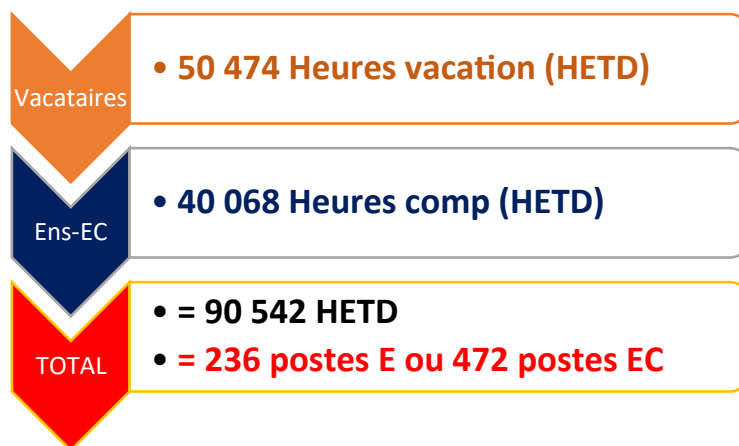 Vacataires
• 50 474 Heures vacation (HETD)
Ens-EC
• 40 068 Heures comp (HETD)
TOTAL
• = 90 542 HETD
• = 236 postes E ou 472 postes EC